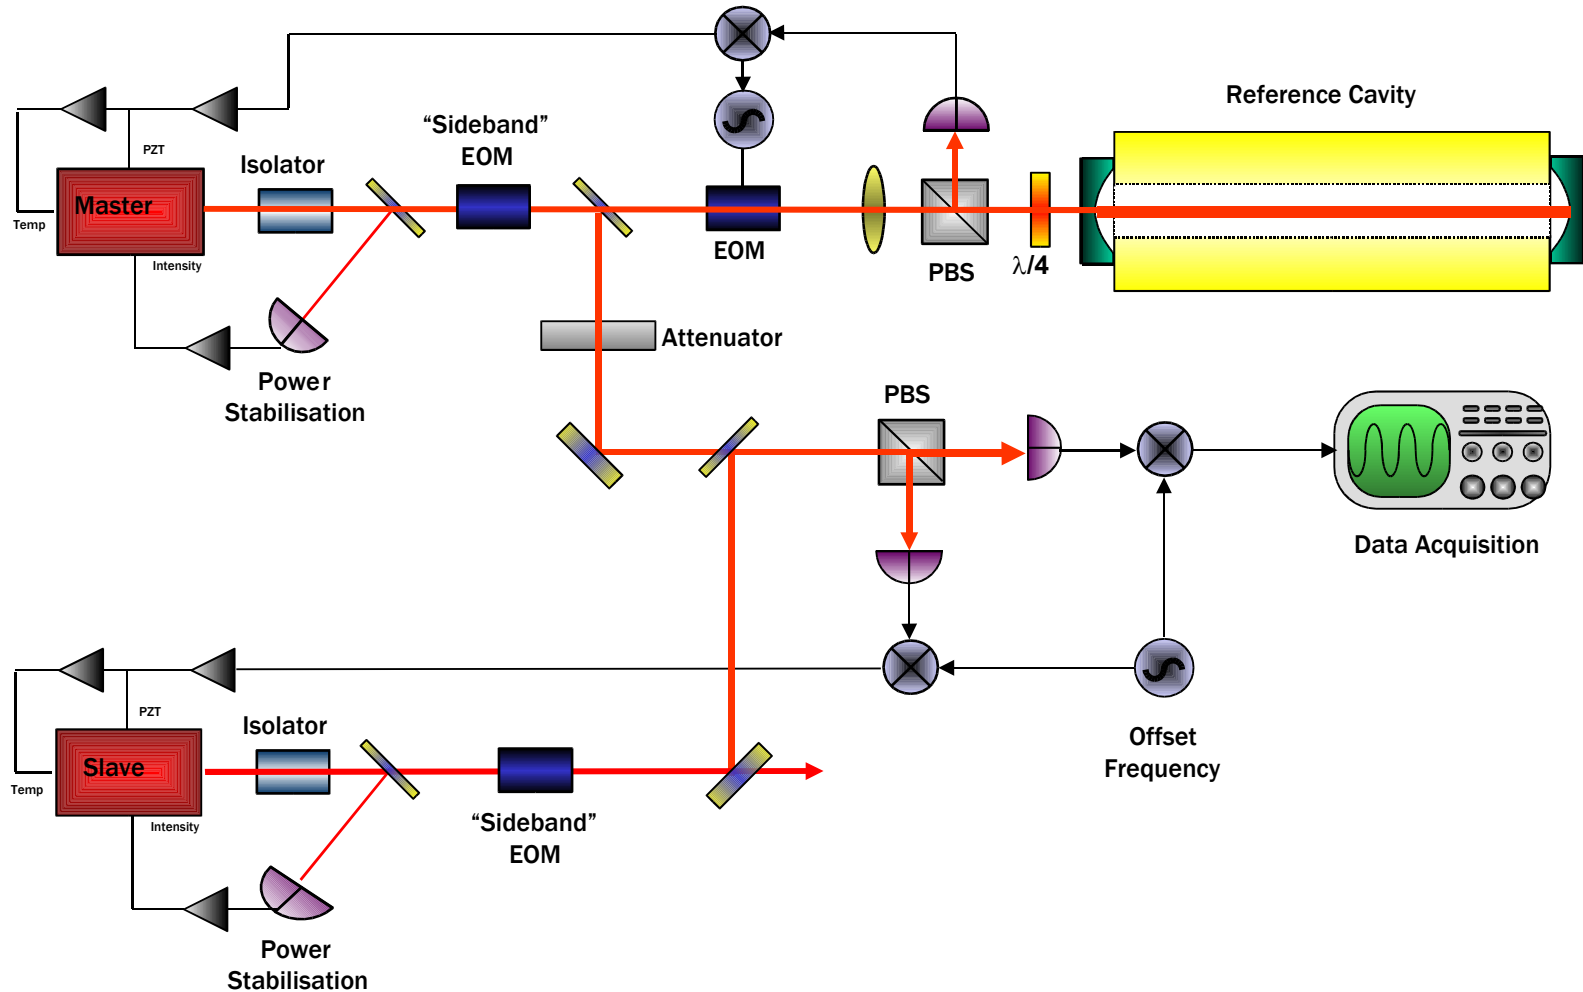 Reference Cavity
“Sideband”
EOM
PZT
Isolator
Master
Temp
Intensity
EOM
PBS
λ/4
Attenuator
Power
Stabilisation
PBS
Data Acquisition
PZT
Isolator
Slave
Temp
Intensity
Offset
Frequency
“Sideband”
EOM
Power
Stabilisation